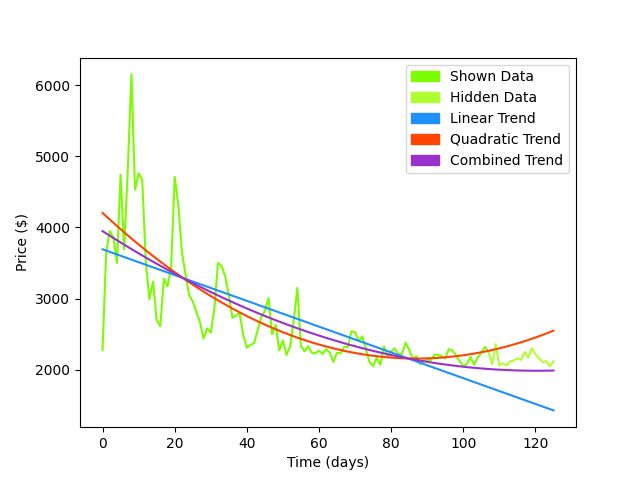 6000
5000
4000
3000
2000
Price ($)
0
20
40
60
80
100
120
Time (days)
Shown Data
Hidden Data
Linear Trend
Quadratic Trend
Combined Trend